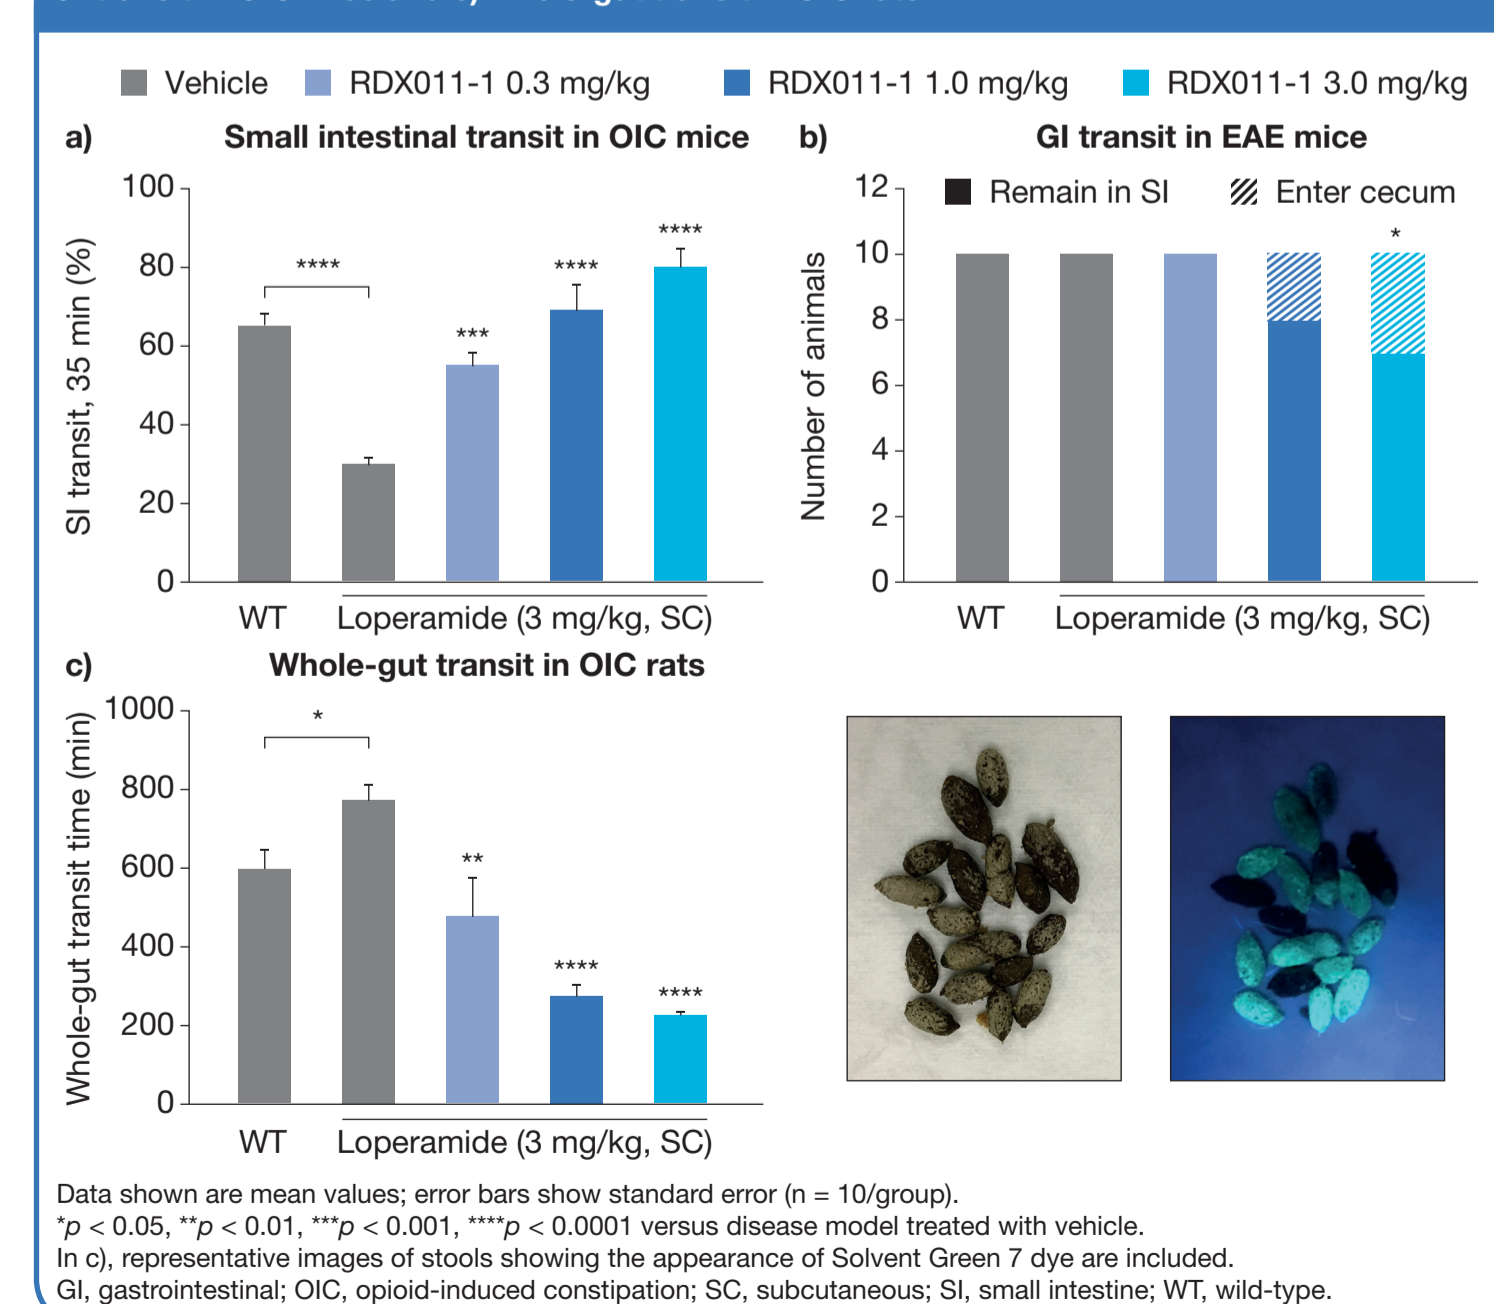 Vehicle RDX011-1 0.3 mg/kg RDX011-1 1.0 mg/kg RDX011-1 3.0 mg/kg
a) Small intestinal transit in OIC mice
SI transit, 35 min (%)
100
80
60
40
20
0
****
***
****
****
WT Loperamide (3 mg/kg, SC)
b) GI transit in EAE mice
Remain in SI Enter cecum
Number of animals
12
10
8
6
4
2
0
*
WT Loperamide (3 mg/kg, SC)
c) Whole-gut transit in OIC rats
Whole-gut transit time (min)
1000
800
600
400
200
0
*
**
****
****
WT Loperamide (3 mg/kg, SC)
Data shown are mean values; error bars show standard error (n = 10/group).
*p < 0.05, **p < 0.01, ***p < 0.001, ****p < 0.0001 versus disease model treated with vehicle.
In c), representative images of stools showing the appearance of Solvent Green 7 dye are included.
GI, gastrointestinal; OIC, opioid-induced constipation; SC, subcutaneous; SI, small intestine; WT, wild-type.